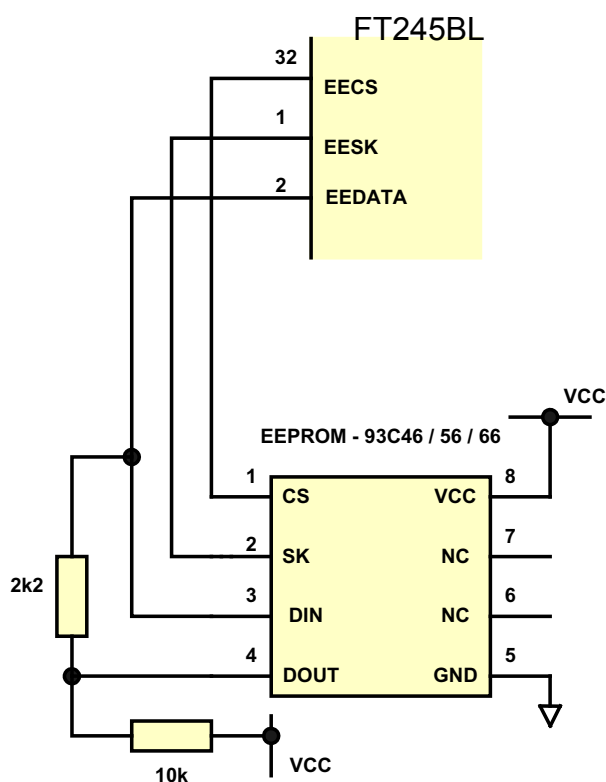 FT245BL
32
EECS
1
EESK
2
EEDATA
VCC
EEPROM - 93C46 / 56 / 66
1
CS
VCC
8
2
SK
NC
7
2k2
3
DIN
NC
6
4
DOUT
GND
5
VCC
10k